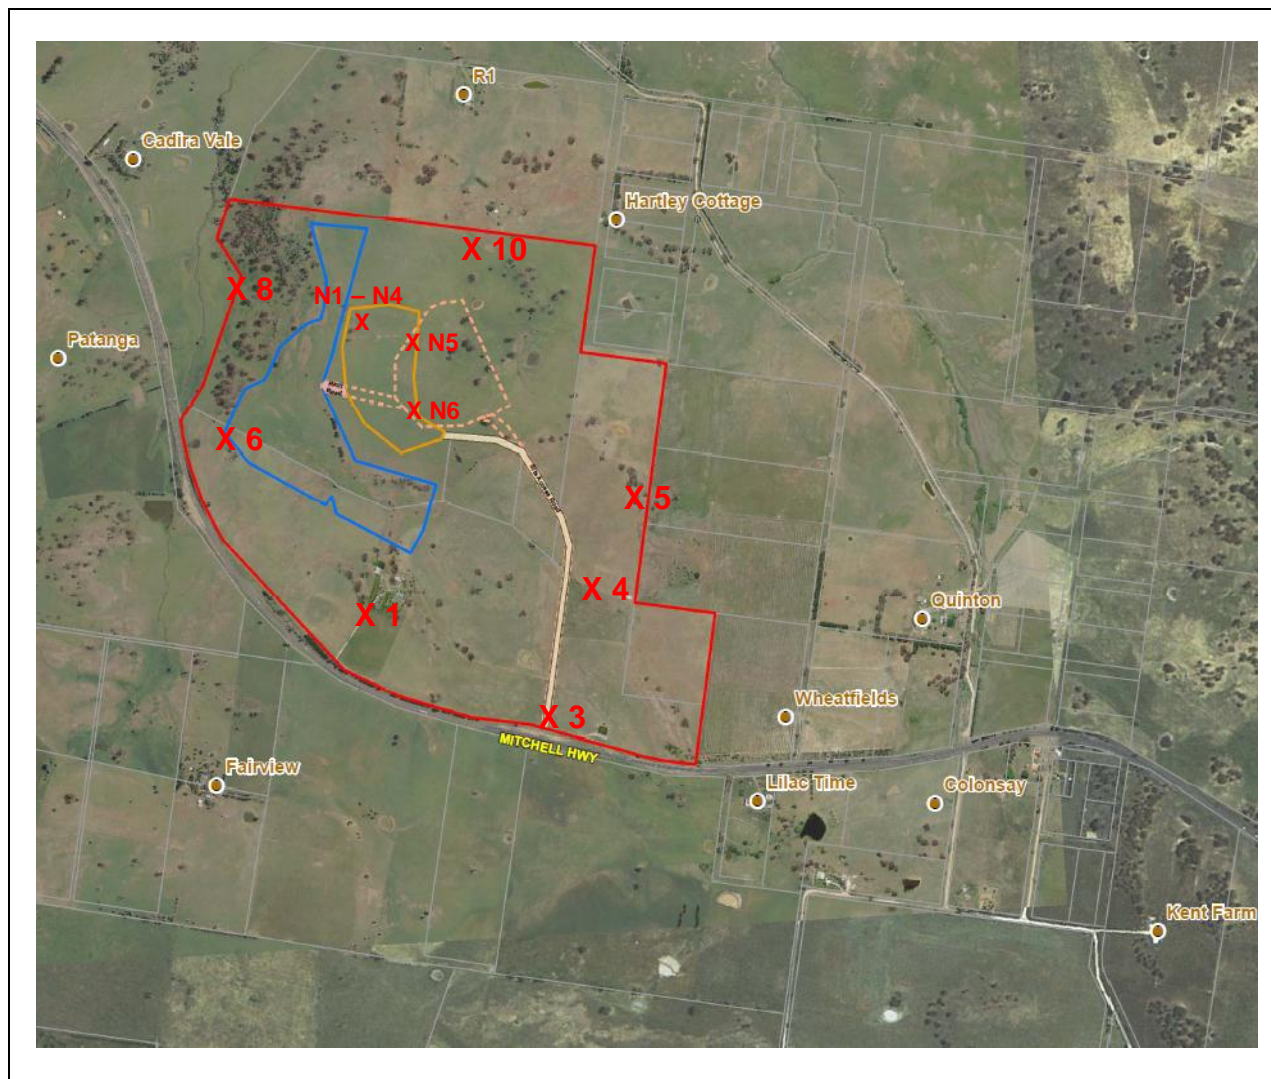 R1
Cadira Vale
Hartley Cottage
X 10
X 8
N1 – N4
X
X N5
Patanga
X N6
X 6
X 5
X 4
X 1
Quinton
X 3
Wheatfields
MITCHELL HWY
Fairview
Lilac Time
Colonsay
Kent Farm